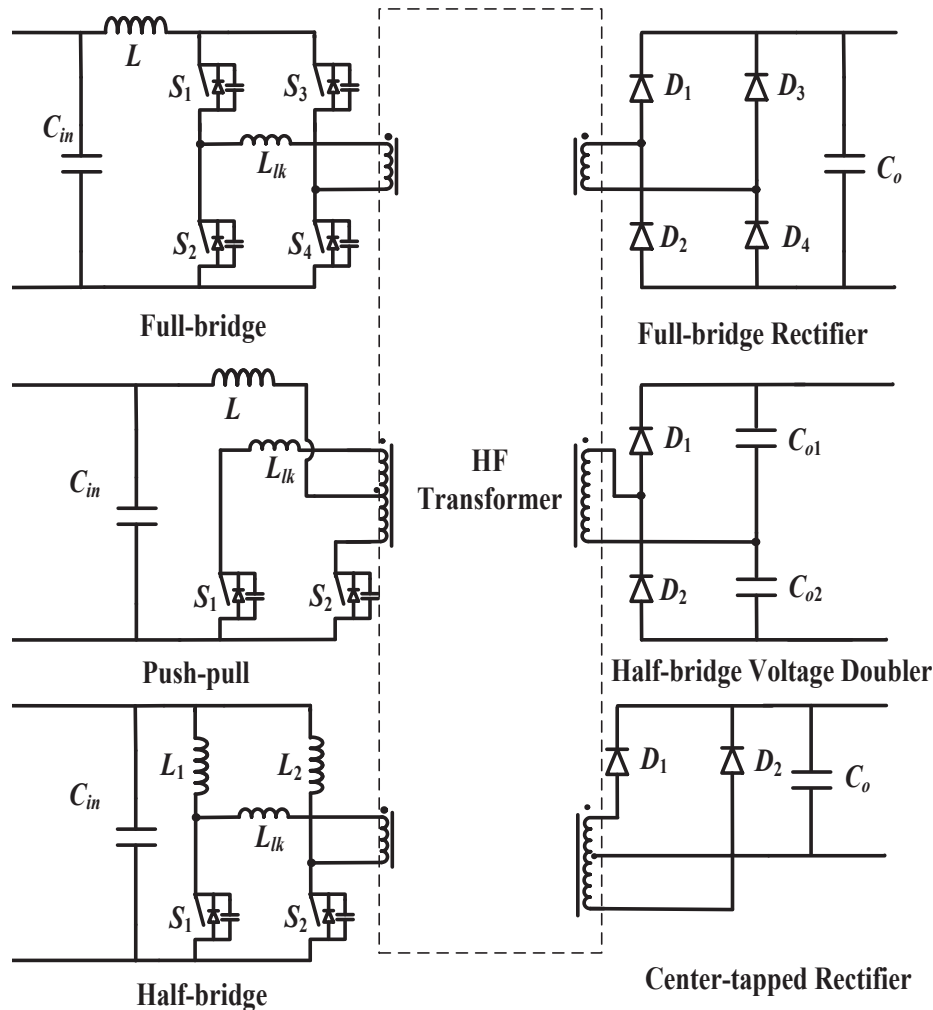 L
S1
S3
Cin
Llk
S2
S4
Full-bridge
D1
D3
Co
D2
D4
Full-bridge Rectifier
L
Llk
Cin
S1
S2
Push-pull
HF
Transformer
D1
Co1
D2
Co2
Half-bridge Voltage Doubler
L1
L2
Cin
Llk
S1
S2
Half-bridge
D1
D2
Co
Center-tapped Rectifier